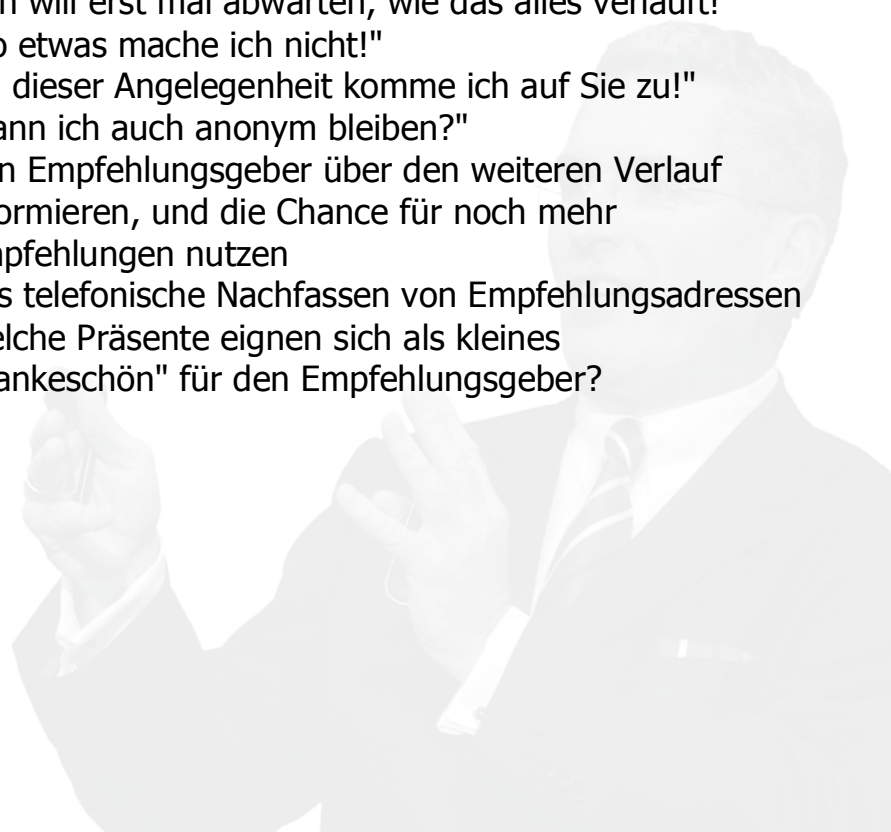 will erst mal abwarten, wie das alles verläuft!
etwas mache ich nicht!"
dieser Angelegenheit komme ich auf Sie zu!"
ann ich auch anonym bleiben?"
n Empfehlungsgeber über den weiteren Verlauf
ormieren, und die Chance für noch mehr
pfehlungen nutzen
s telefonische Nachfassen von Empfehlungsadressen
elche Präsente eignen sich als kleines
ankeschön" für den Empfehlungsgeber?